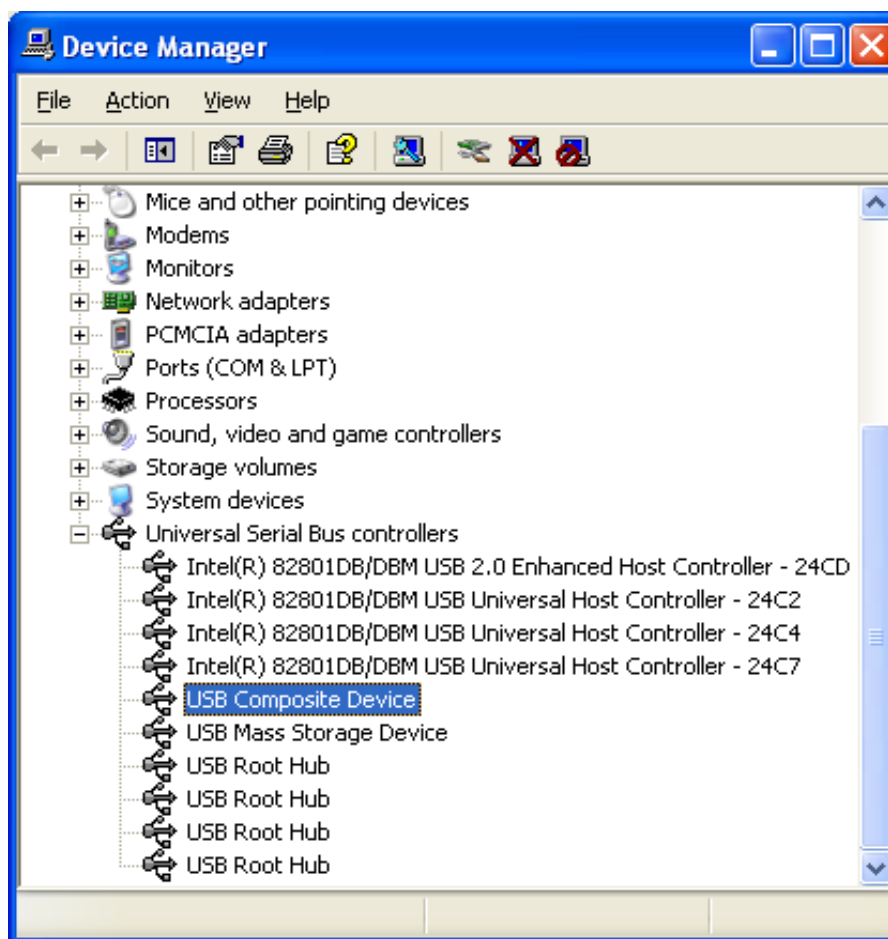 Device Manager
File Action View Help
Mice and other pointing devices
Modems
Monitors
Network adapters
PCMCIA adapters
Ports (COM & LPT)
Processors
Sound, video and game controllers
Storage volumes
System devices
Universal Serial Bus controllers
Intel(R) 82801DB/DBM USB 2.0 Enhanced Host Controller - 24CD
Intel(R) 82801DB/DBM USB Universal Host Controller - 24C2
Intel(R) 82801DB/DBM USB Universal Host Controller - 24C4
Intel(R) 82801DB/DBM USB Universal Host Controller - 24C7
USB Composite Device
USB Mass Storage Device
USB Root Hub
USB Root Hub
USB Root Hub
USB Root Hub